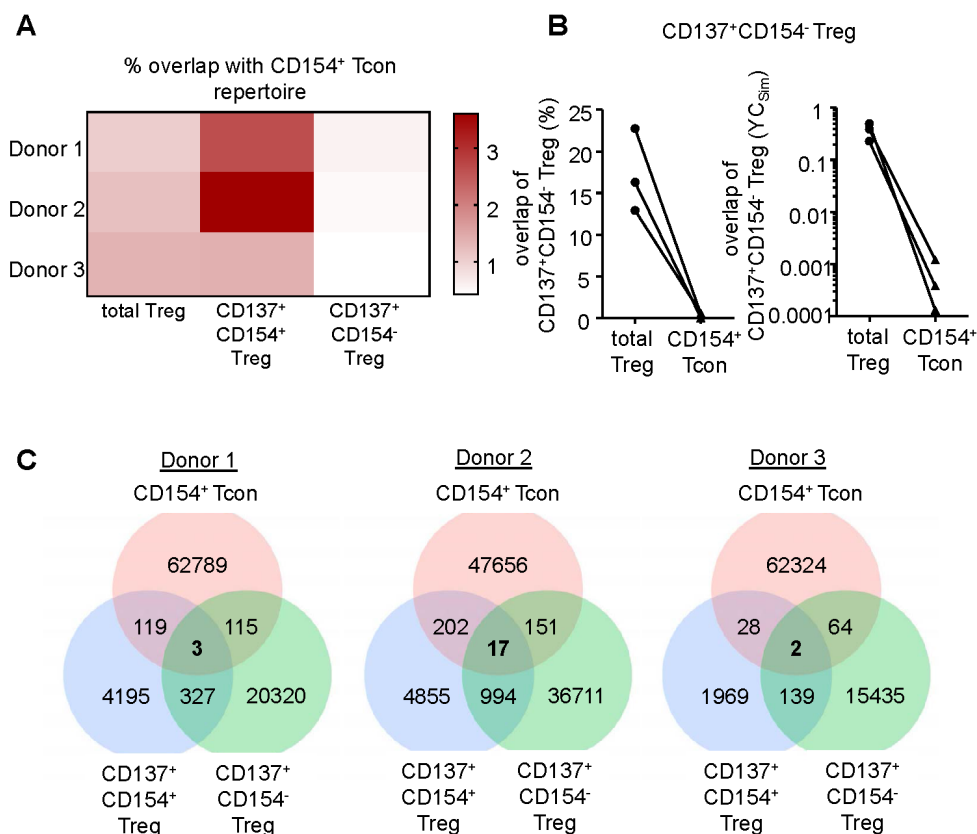 A
% overlap with CD154⁺ Tcon
repertoire
Donor 1
Donor 2
Donor 3
3
2
1
total Treg
CD137⁺
CD154⁺
Treg
CD137⁺
CD154⁻
Treg
B
CD137⁺CD154⁻ Treg
overlap of
CD137⁺CD154⁻ Treg (%)
25
20
15
10
5
0
total
Treg
CD154⁺
Tcon
overlap of
CD137⁺CD154⁻ Treg (YC_Sim)
1
0.1
0.01
0.001
0.0001
total
Treg
CD154⁺
Tcon
C
Donor 1
CD154⁺ Tcon
62789
119
115
3
4195
327
20320
CD137⁺
CD154⁺
Treg
CD137⁺
CD154⁻
Treg
Donor 2
CD154⁺ Tcon
47656
202
151
17
4855
994
36711
CD137⁺
CD154⁺
Treg
CD137⁺
CD154⁻
Treg
Donor 3
CD154⁺ Tcon
62324
28
64
2
1969
139
15435
CD137⁺
CD154⁺
Treg
CD137⁺
CD154⁻
Treg